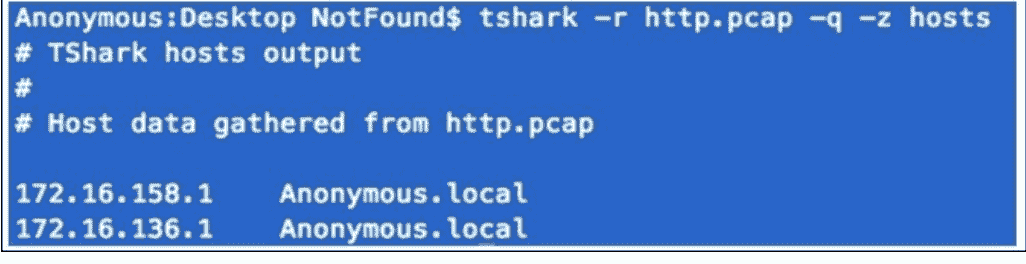 Anonymous:Desktop NotFound$ tshark –r http.pcap –q –z hosts
# TShark hosts output
#
# Host data gathered from http.pcap
172.16.158.1    Anonymous.local
172.16.136.1    Anonymous.local